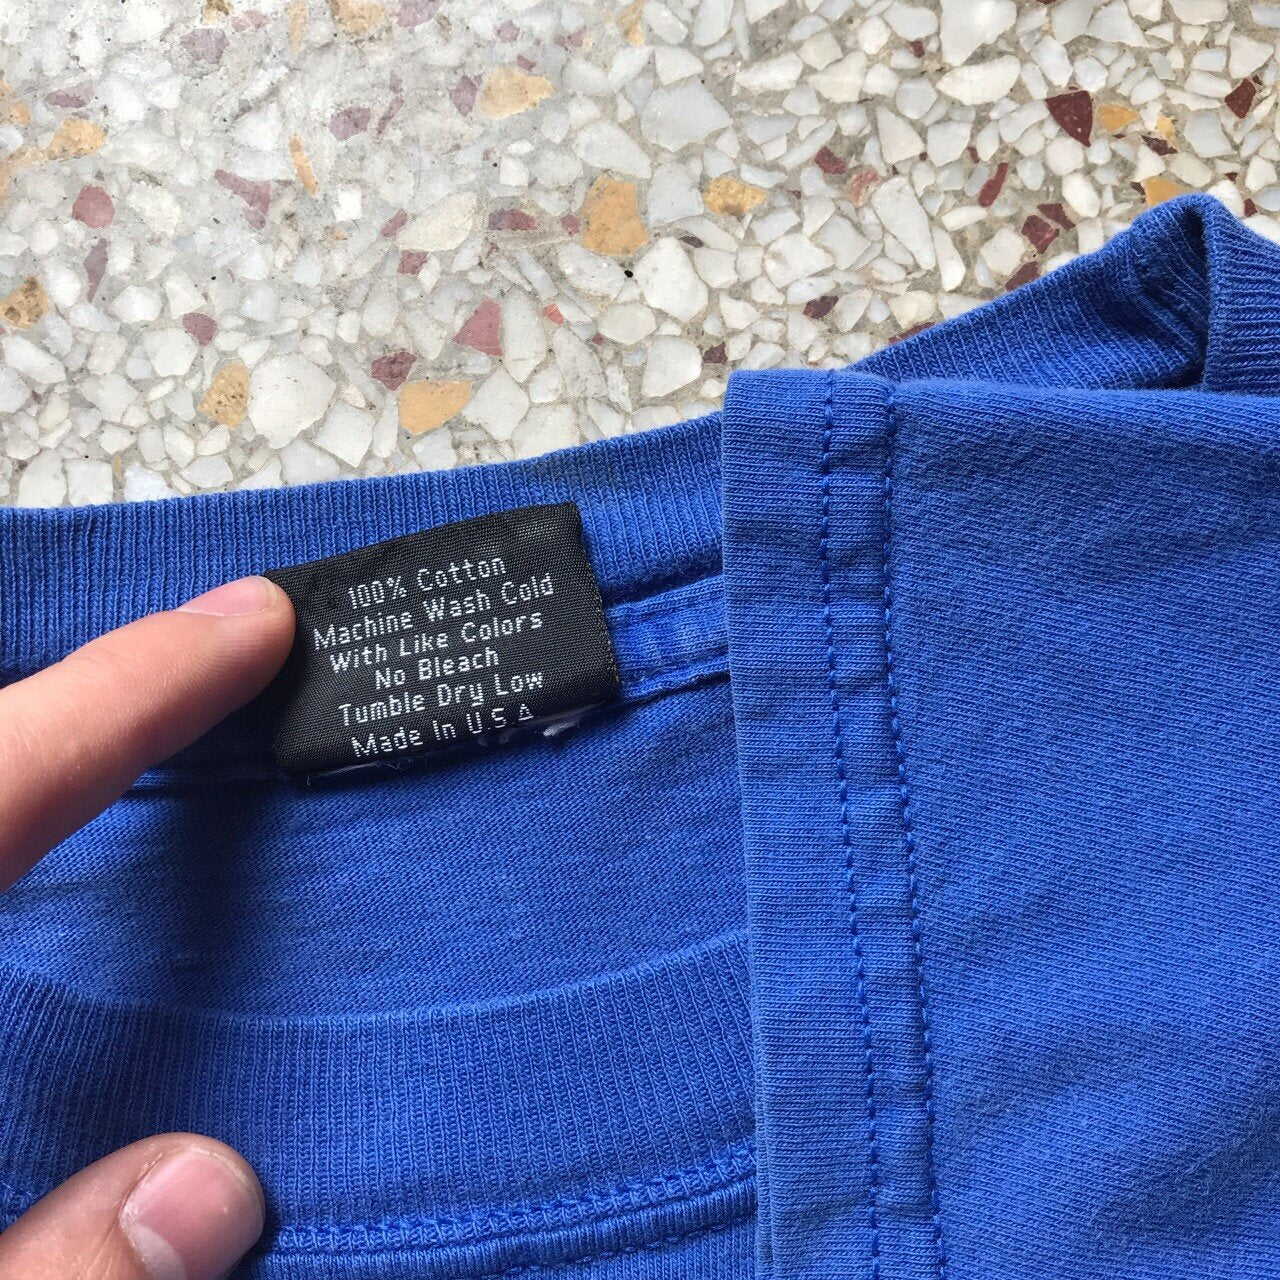 100% Cotton
Machine Wash Cold
With Like Colors
No Bleach
Tumble Dry Low
Made In U.S.A